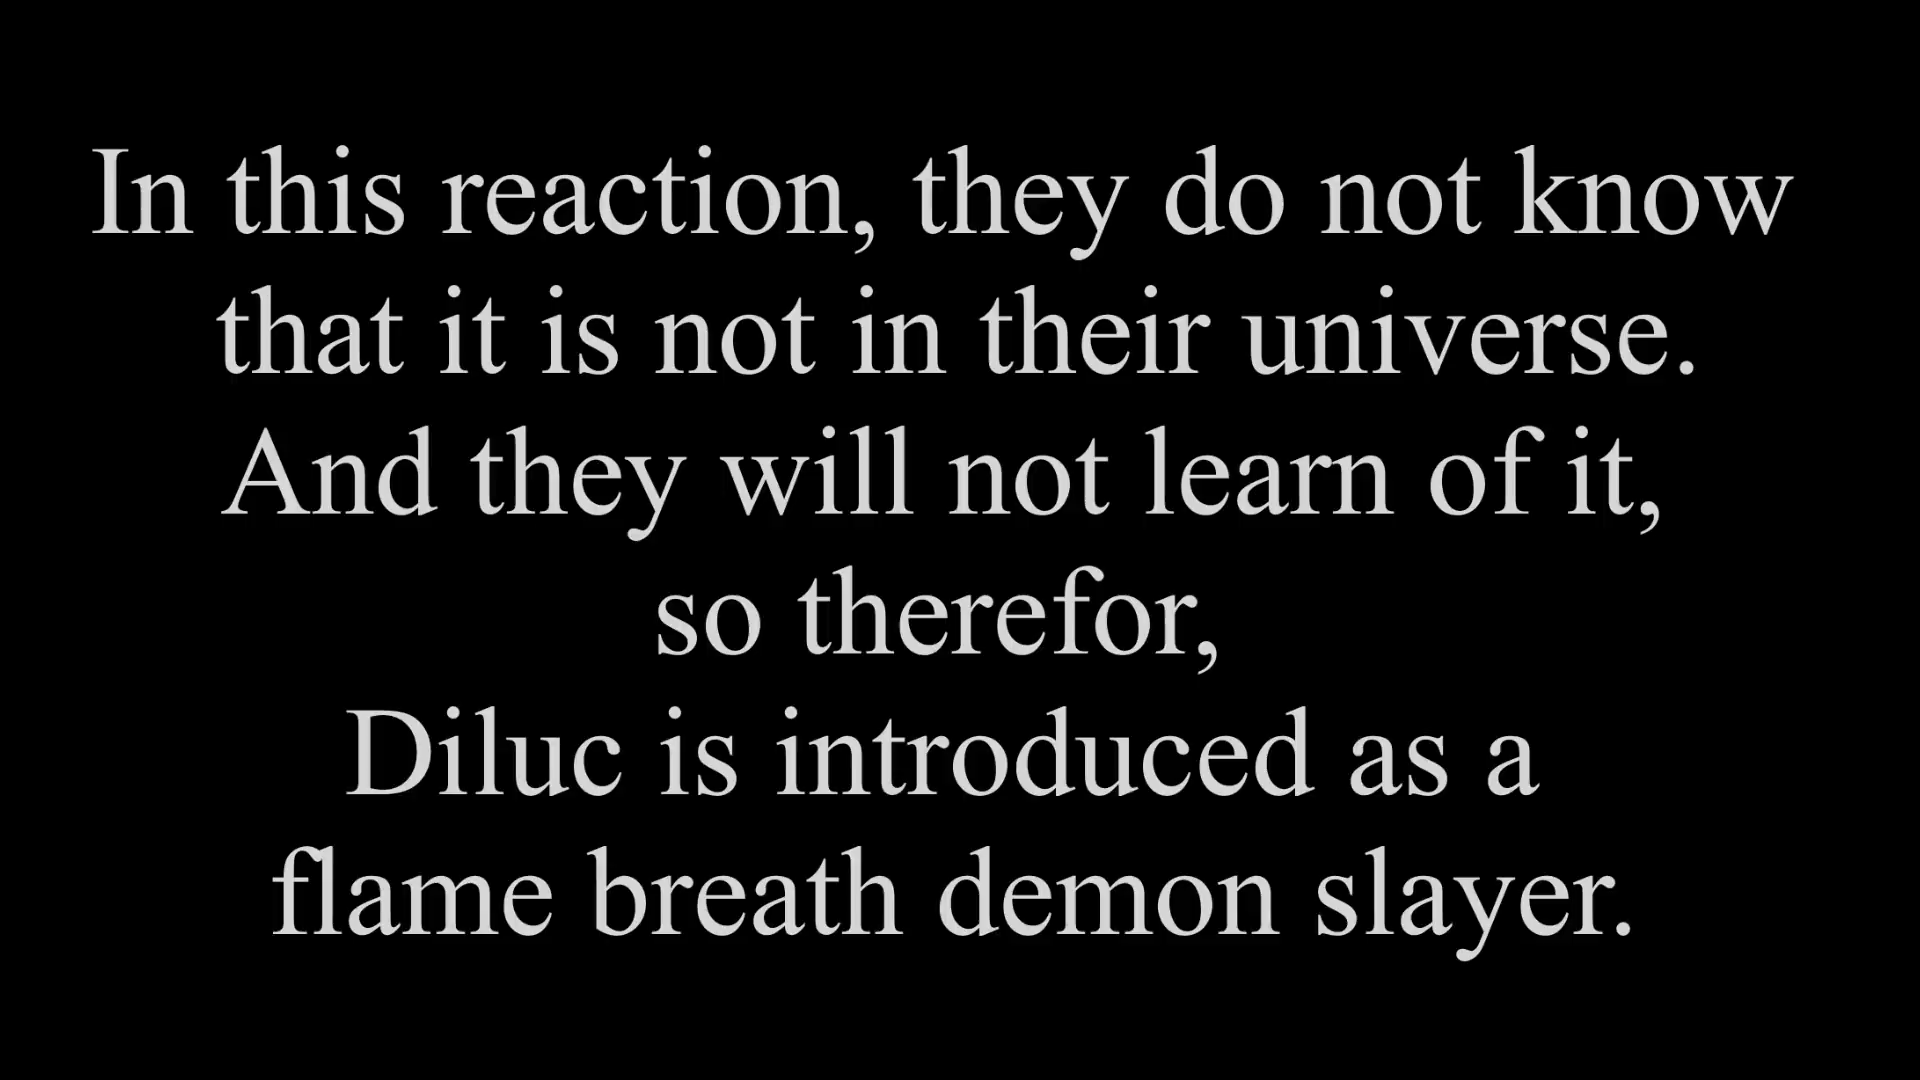 In this reaction, they do not know
that it is not in their universe.
And they will not learn of it,
so therefor,
Diluc is introduced as a
flame breath demon slayer.